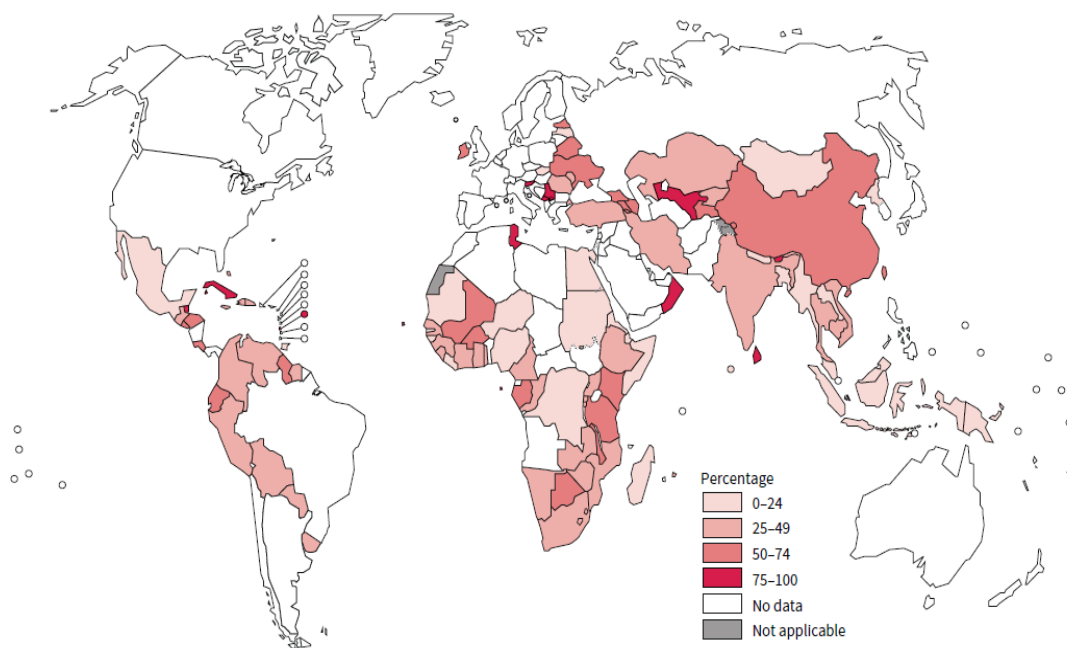 Percentage
0–24
25–49
50–74
75–100
No data
Not applicable